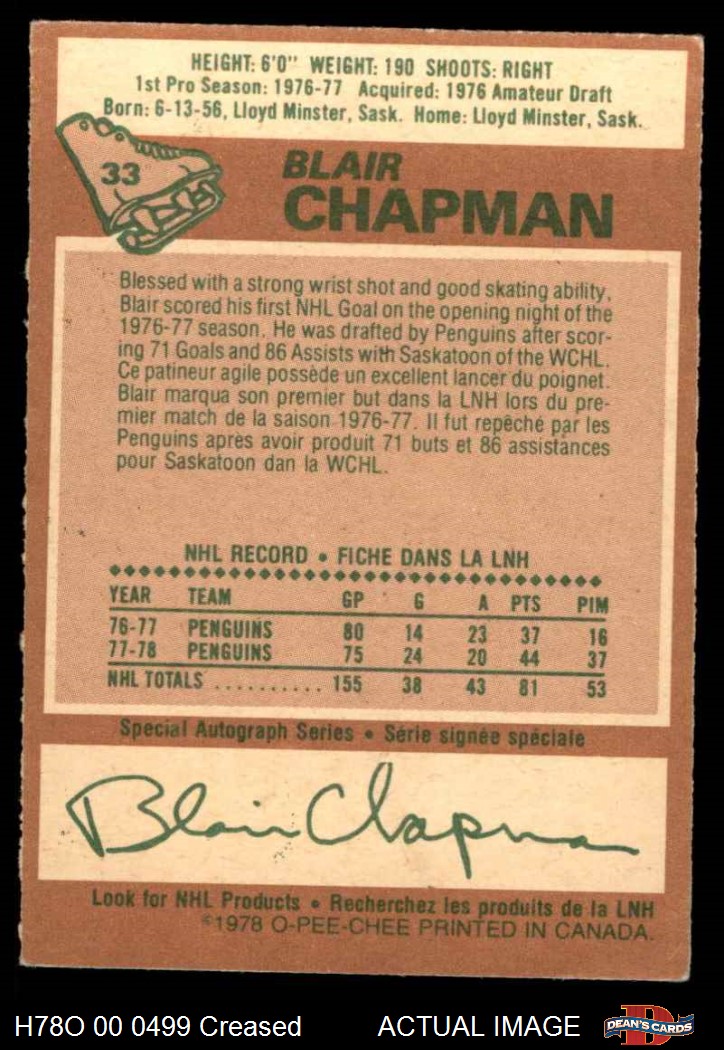 HEIGHT: 6'0" WEIGHT: 190 SHOOTS: RIGHT
1st Pro Season: 1976-77 Acquired: 1976 Amateur Draft
Born: 6-13-56, Lloyd Minster, Sask. Home: Lloyd Minster, Sask.
33
BLAIR
CHAPMAN
Blessed with a strong wrist shot and good skating ability,
Blair scored his first NHL Goal on the opening night of the
1976-77 season. He was drafted by Penguins after scor-
ing 71 Goals and 86 Assists with Saskatoon of the WCHL.
Ce patineur agile possède un excellent lancer du poignet.
Blair marqua son premier but dans la LNH lors du pre-
mier match de la saison 1976-77. Il fut repêché par les
Penguins après avoir produit 71 buts et 86 assistances
pour Saskatoon dan la WCHL.
NHL RECORD • FICHE DANS LA LNH
YEAR TEAM GP G A PTS PIM
76-77 PENGUINS 80 14 23 37 16
77-78 PENGUINS 75 24 20 44 37
NHL TOTALS .......... 155 38 43 81 53
Special Autograph Series • Série signée spéciale
Blair Chapman
Look for NHL Products • Recherchez les produits de la LNH
©1978 O-PEE-CHEE PRINTED IN CANADA.
H78O 00 0499 Creased ACTUAL IMAGE DEAN'S CARDS